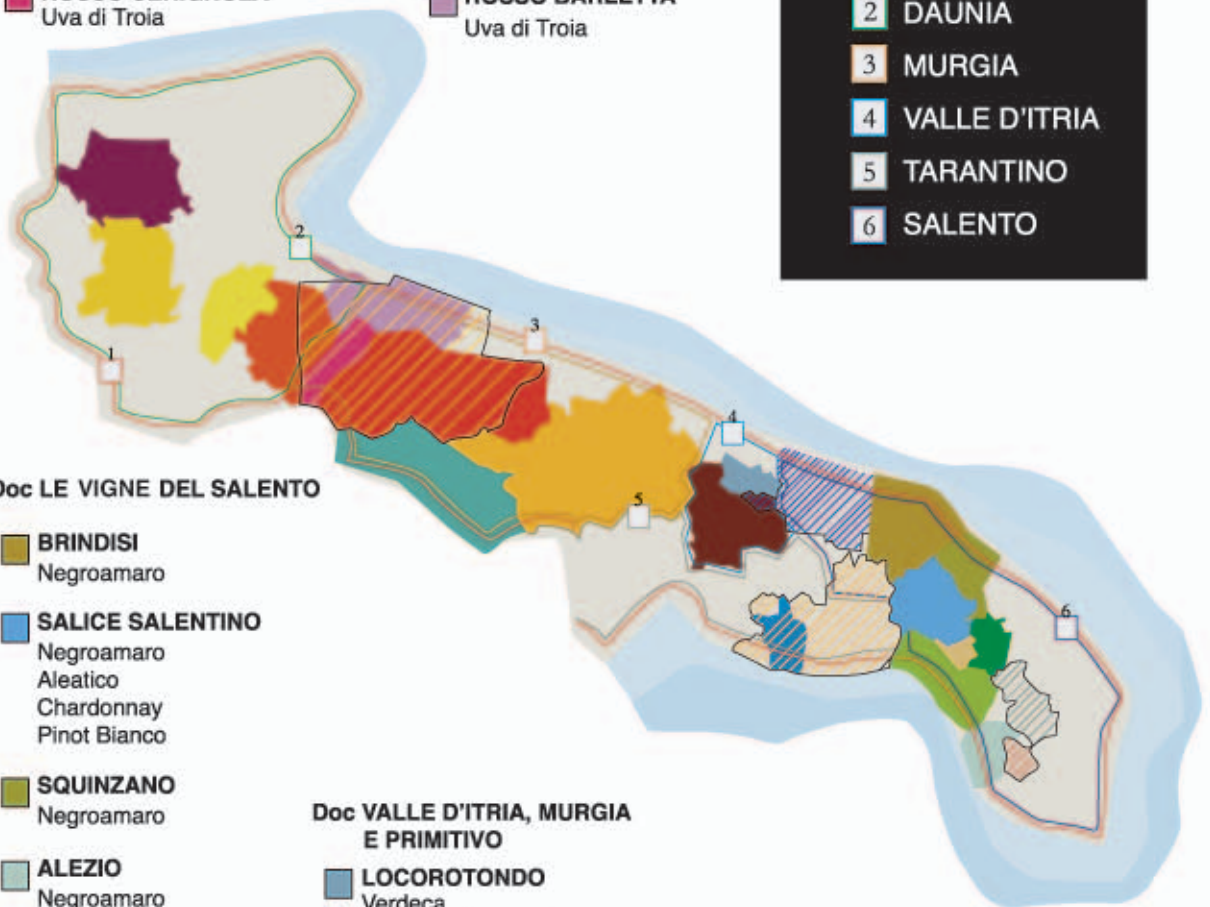 Uva di Troia
Uva di Troia
2 DAUNIA
3 MURGIA
4 VALLE D'ITRIA
5 TARANTINO
6 SALENTO
2
1
3
4
5
6
Doc LE VIGNE DEL SALENTO
BRINDISI
Negroamaro
SALICE SALENTINO
Negroamaro
Aleatico
Chardonnay
Pinot Bianco
SQUINZANO
Negroamaro
ALEZIO
Negroamaro
Doc VALLE D'ITRIA, MURGIA
E PRIMITIVO
LOCOROTONDO
Verdeca